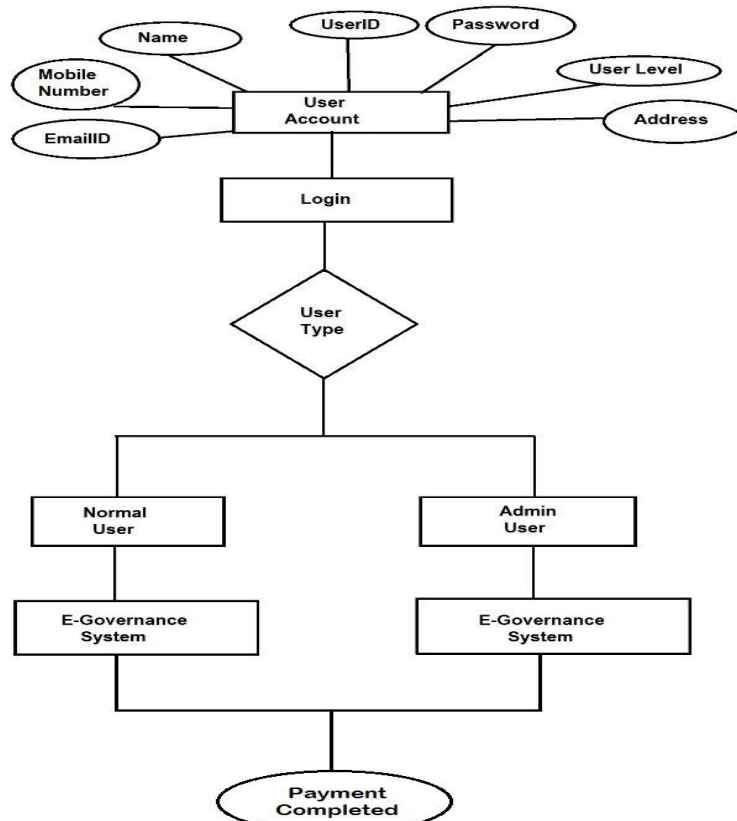 Name
UserID
Password
Mobile
Number
User Level
User
Account
EmailID
Address
Login
User
Type
Normal
User
Admin
User
E-Governance
System
E-Governance
System
Payment
Completed